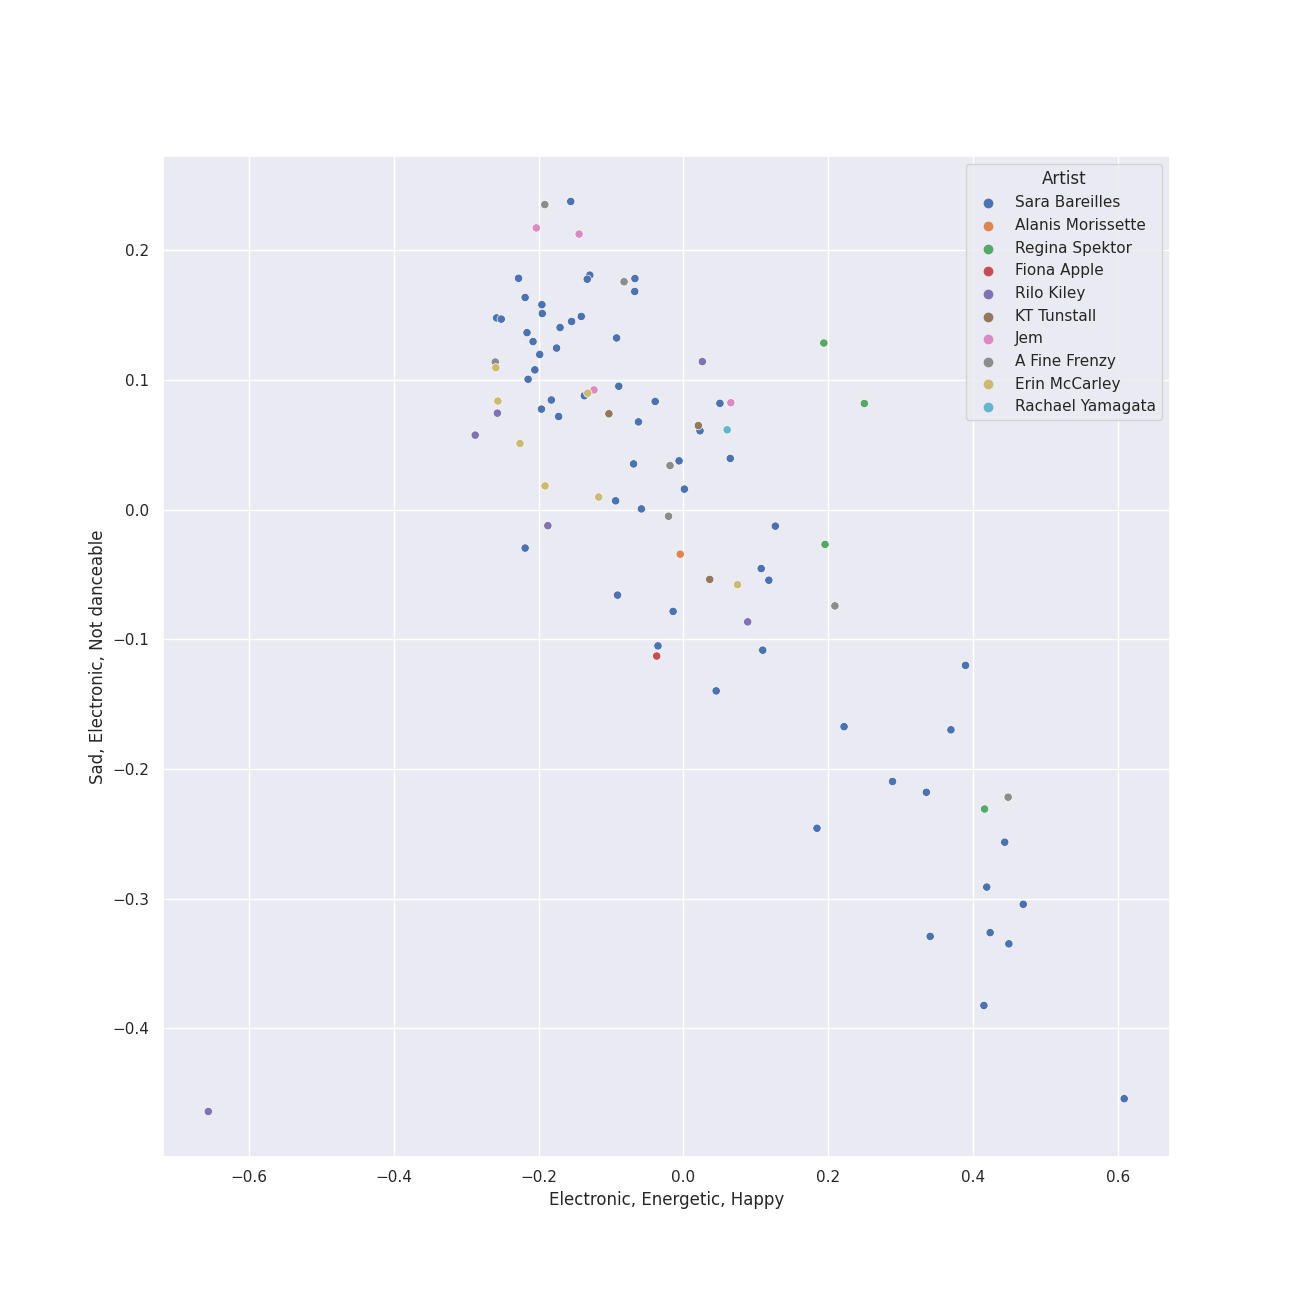 Artist
Sara Bareilles
Alanis Morissette
Regina Spektor
Fiona Apple
Rilo Kiley
KT Tunstall
Jem
A Fine Frenzy
Erin McCarley
Rachael Yamagata
0.2
0.1
0.0
−0.1
−0.2
−0.3
−0.4
Sad, Electronic, Not danceable
−0.6
−0.4
−0.2
0.0
0.2
0.4
0.6
Electronic, Energetic, Happy